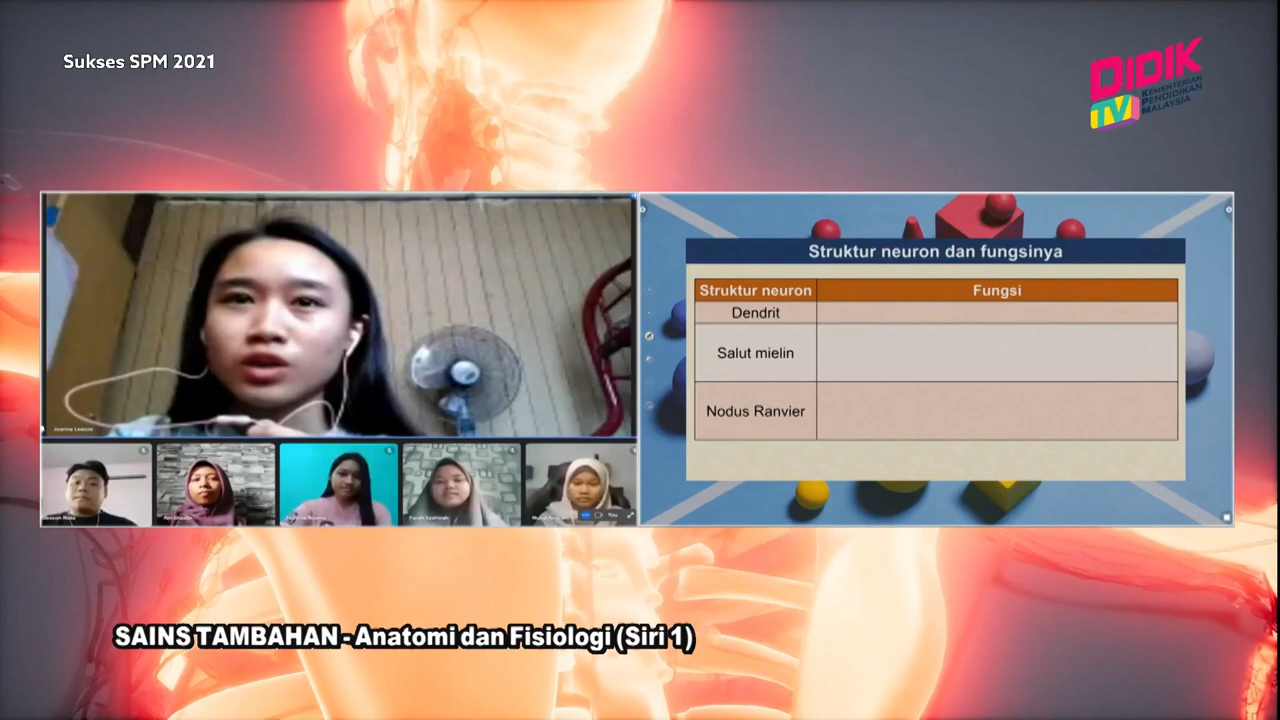 Sukses SPM 2021
DIDIK
TV
KEMENTERIAN
PENDIDIKAN
MALAYSIA
Struktur neuron dan fungsinya
Struktur neuron Fungsi
Dendrit
Salut mielin
Nodus Ranvier
SAINS TAMBAHAN - Anatomi dan Fisiologi (Siri 1)